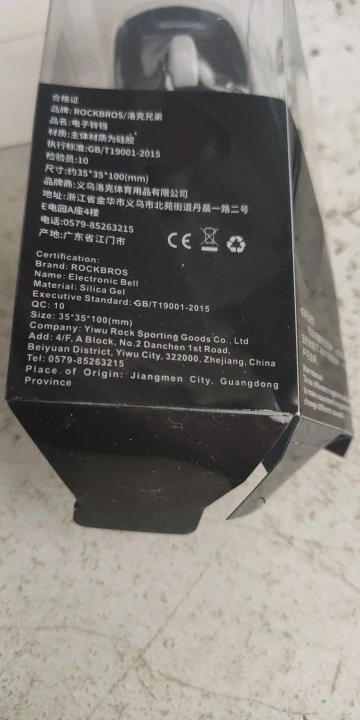 合格证
品牌: ROCKBROS/洛克兄弟
品名:电子铃铛
材质:主体材质为硅胶
执行标准:GB/T19001-2015
检验员:10
尺寸:约35*35*100(mm)
品牌商:义乌洛克体育用品有限公司
地址:浙江省金华市义乌市北苑街道丹晨一路二号
E电园A座4楼
电话:0579-85263215
产地:广东省江门市
CE
Certification:
Brand: ROCKBROS
Name: Electronic Bell
Material: Silica Gel
Executive Standard: GB/T19001-2015
QC: 10
Size: 35*35*100(mm)
Company: Yiwu Rock Sporting Goods Co., Ltd
Add: 4/F, A Block, No.2 Danchen 1st Road,
Beiyuan District, Yiwu City, 322000, Zhejiang, China
Tel: 0579-85263215
Place of Origin: Jiangmen City, Guangdong
Province